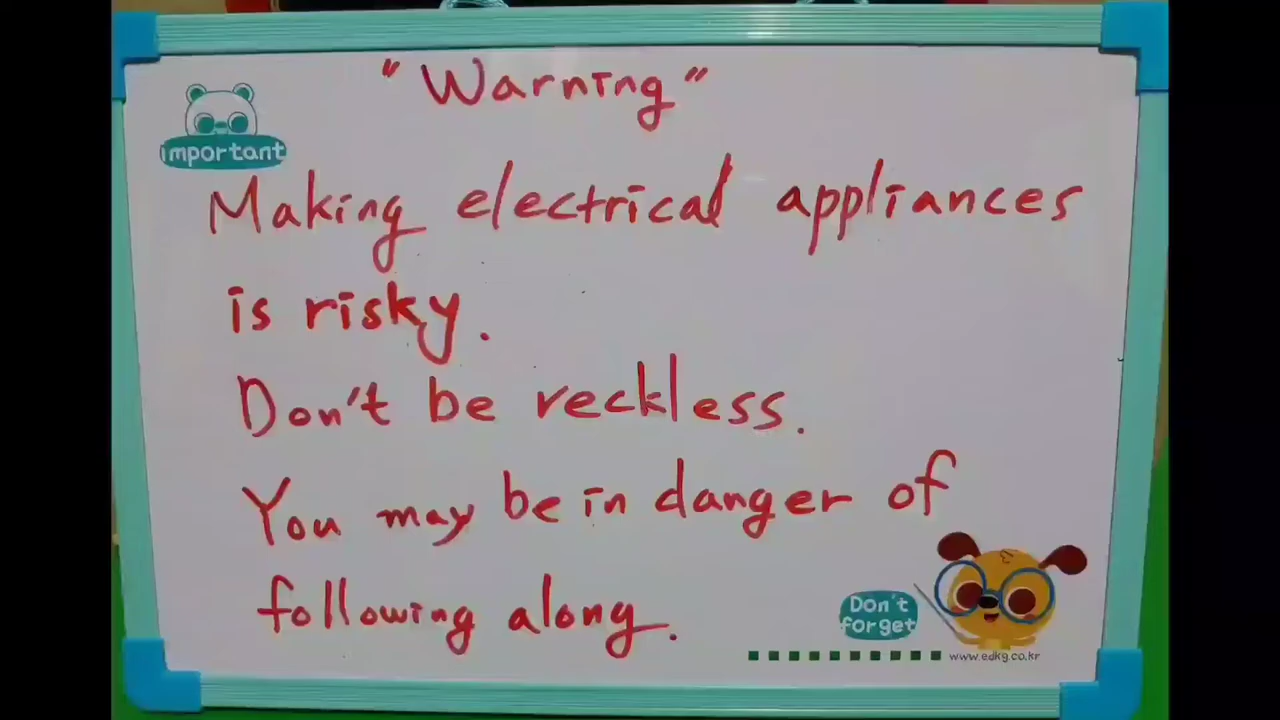 "Warning"
important
Making electrical appliances
is risky.
Don't be reckless.
You may be in danger of
following along.
Don't
forget
www.edkg.co.kr